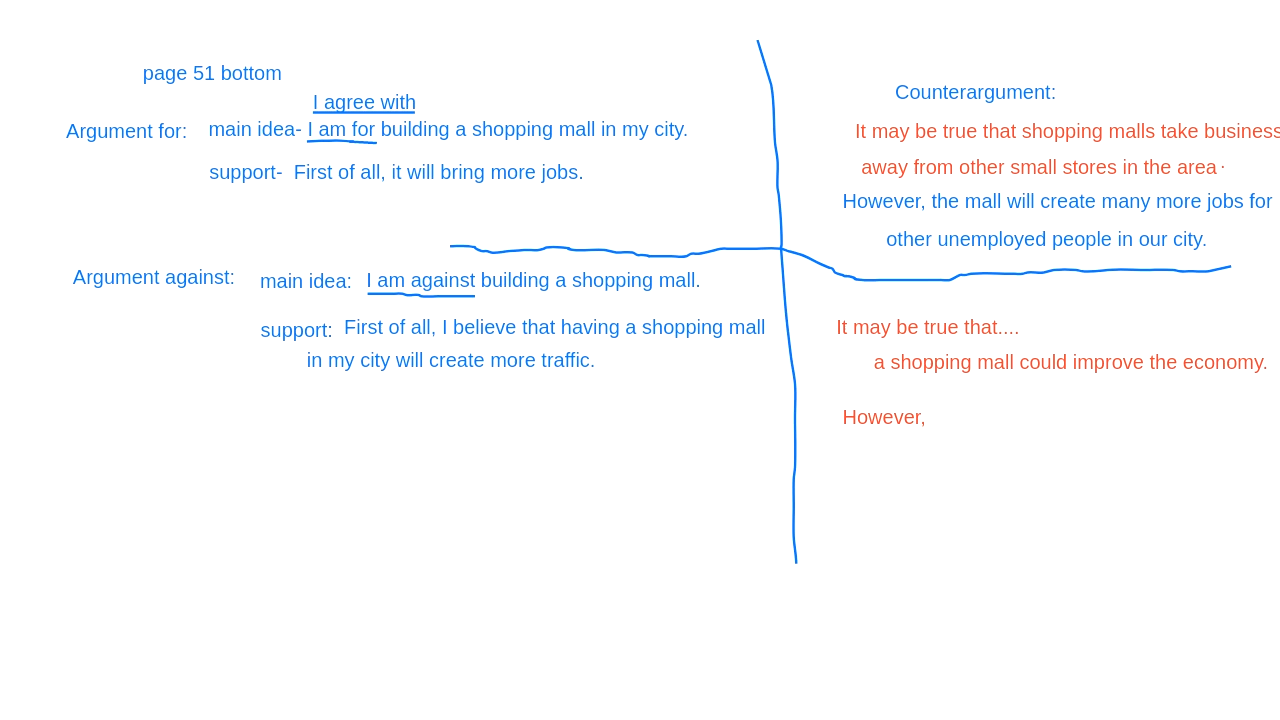 page 51 bottom
I agree with
Argument for: main idea- I am for building a shopping mall in my city.
support- First of all, it will bring more jobs.
Counterargument:
It may be true that shopping malls take business
away from other small stores in the area.
However, the mall will create many more jobs for
other unemployed people in our city.
Argument against: main idea: I am against building a shopping mall.
support: First of all, I believe that having a shopping mall
in my city will create more traffic.
It may be true that....
a shopping mall could improve the economy.
However,